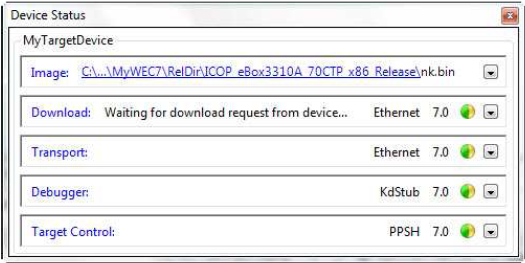 Device Status
MyTargetDevice
Image: C:\...\MyWEC7\RelDir\ICOP_eBox3310A_70CTP_x86_Release\nk.bin
Download: Waiting for download request from device... Ethernet 7.0
Transport: Ethernet 7.0
Debugger: KdStub 7.0
Target Control: PPSH 7.0